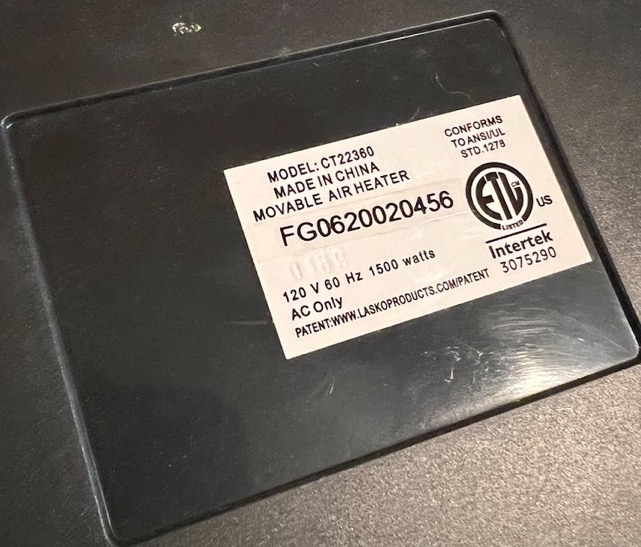 MODEL: CT22360
MADE IN CHINA
MOVABLE AIR HEATER
FG0620020456
120 V 60 Hz 1500 watts
AC Only
PATENT:WWW.LASKOPRODUCTS.COM/PATENT
CONFORMS
TO ANSI/UL
STD.1278
ETL CM
LISTED
US
Intertek
3075290